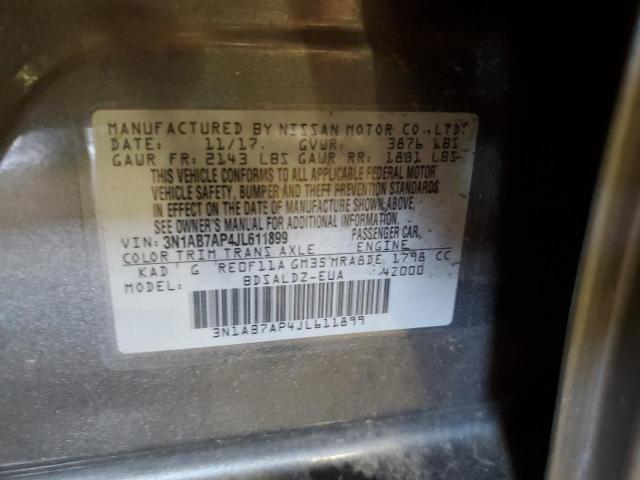 MANUFACTURED BY NISSAN MOTOR CO.,LTD.
DATE: 11/17. GVWR: 3876 LBS
GAWR FR: 2143 LBS GAWR RR: 1881 LBS
THIS VEHICLE CONFORMS TO ALL APPLICABLE FEDERAL MOTOR
VEHICLE SAFETY, BUMPER AND THEFT PREVENTION STANDARDS
IN EFFECT ON THE DATE OF MANUFACTURE SHOWN ABOVE.
SEE OWNER'S MANUAL FOR ADDITIONAL INFORMATION.
VIN: 3N1AB7AP4JL611899 PASSENGER CAR.
COLOR TRIM TRANS AXLE ENGINE
KAD G RE0F11A GM35 MRA8DE 1798 CC
MODEL: BDSALDZ-EUA 42000
3N1AB7AP4JL611899